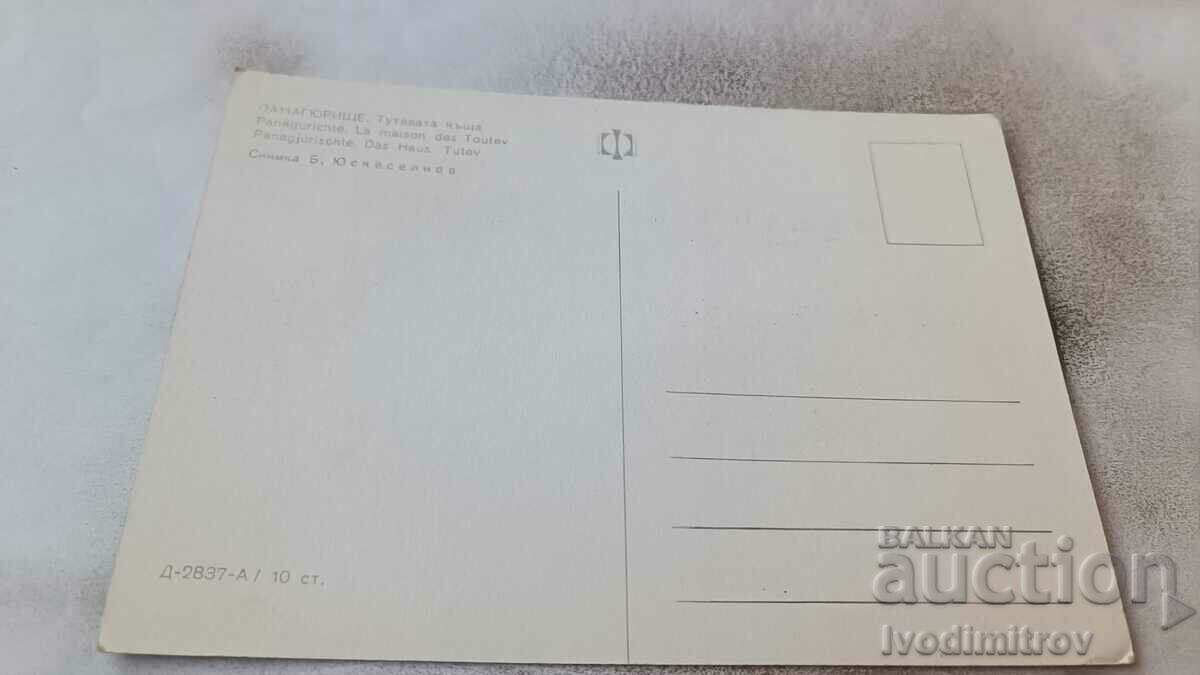 ПАНАГЮРИЩЕ. Тутевата къща
Panagurichte. La maison des Toutev
Panagjurischte. Das Haus Tutev
Снимка Б. Юскеселиев
Д-2837-А / 10 ст.
BALKAN
auction
Ivodimitrov